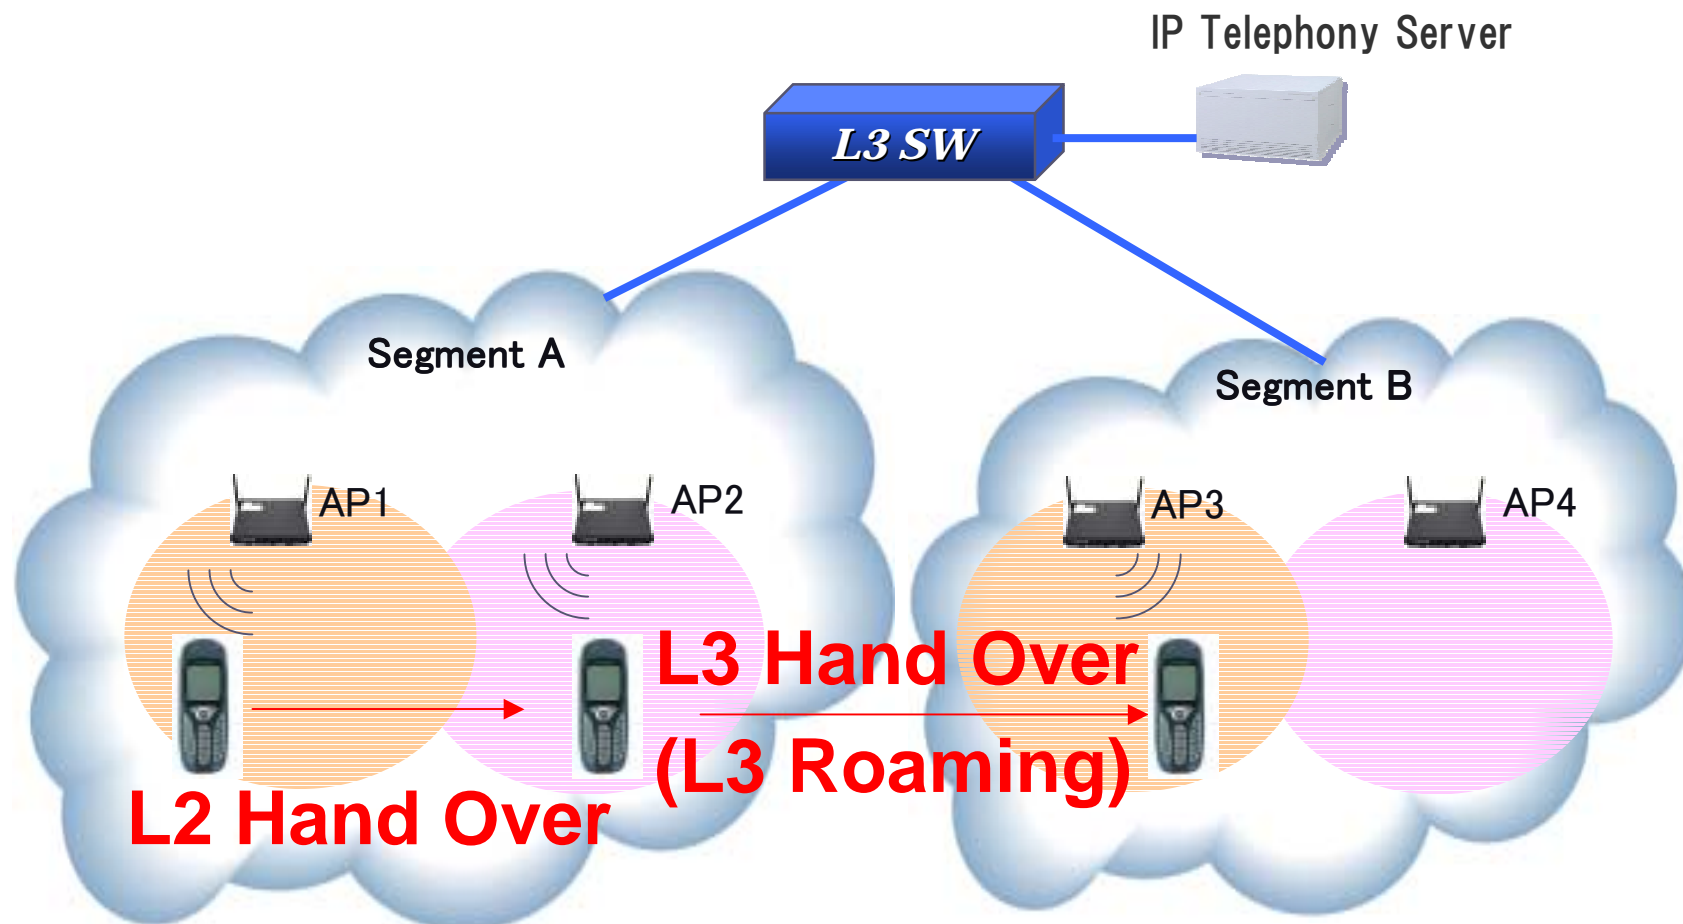 IP Telephony Server
L3 SW
Segment A
Segment B
AP1
AP2
AP3
AP4
L3 Hand Over
(L3 Roaming)
L2 Hand Over